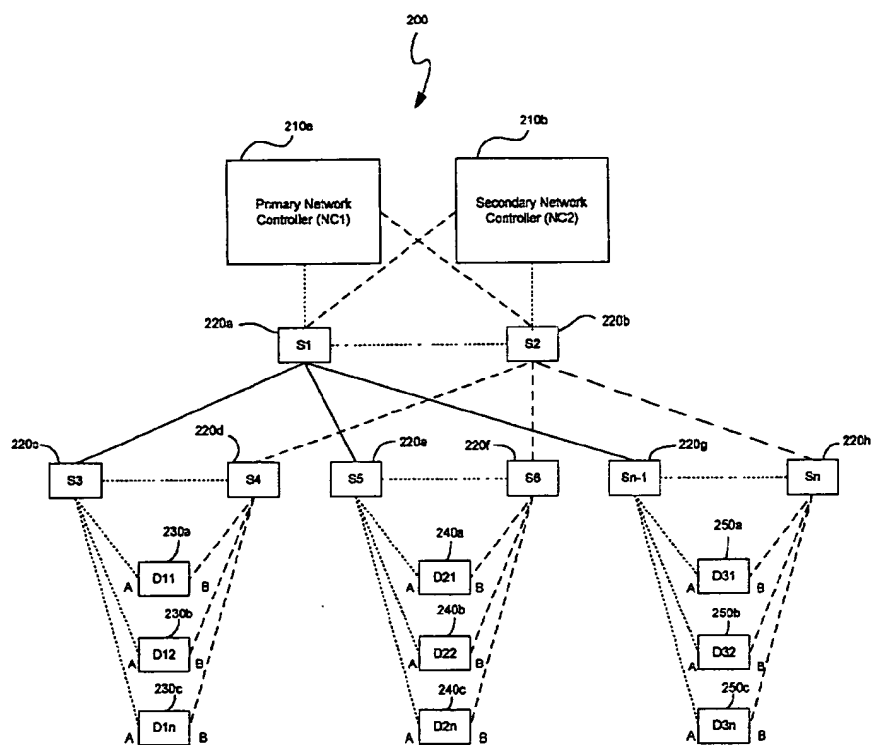 200
210a
210b
Primary Network
Controller (NC1)
Secondary Network
Controller (NC2)
220a
S1
S2
220b
220c
220d
220e
220f
220g
220h
S3
S4
S5
S6
Sn-1
Sn
230a
240a
250a
A D11 B
A D21 B
A D31 B
230b
240b
250b
A D12 B
A D22 B
A D32 B
230c
240c
250c
A D1n B
A D2n B
A D3n B